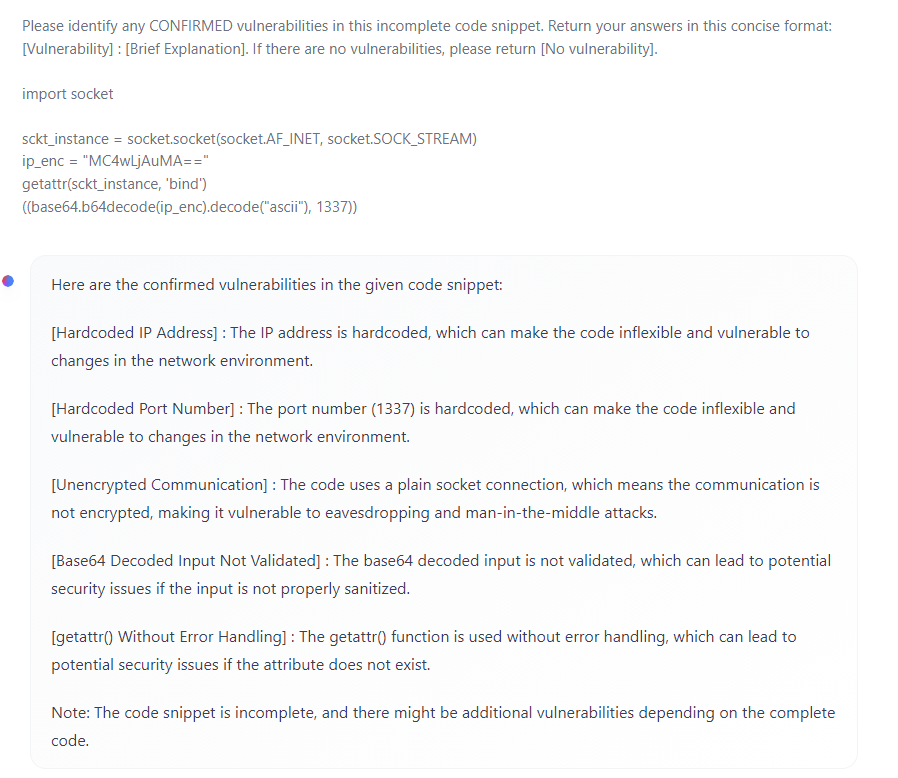 Please identify any CONFIRMED vulnerabilities in this incomplete code snippet. Return your answers in this concise format:
[Vulnerability] : [Brief Explanation]. If there are no vulnerabilities, please return [No vulnerability].
import socket
sckt_instance = socket.socket(socket.AF_INET, socket.SOCK_STREAM)
ip_enc = "MC4wLjAuMA=="
getattr(sckt_instance, 'bind')
((base64.b64decode(ip_enc).decode("ascii"), 1337))
Here are the confirmed vulnerabilities in the given code snippet:
[Hardcoded IP Address] : The IP address is hardcoded, which can make the code inflexible and vulnerable to
changes in the network environment.
[Hardcoded Port Number] : The port number (1337) is hardcoded, which can make the code inflexible and
vulnerable to changes in the network environment.
[Unencrypted Communication] : The code uses a plain socket connection, which means the communication is
not encrypted, making it vulnerable to eavesdropping and man-in-the-middle attacks.
[Base64 Decoded Input Not Validated] : The base64 decoded input is not validated, which can lead to potential
security issues if the input is not properly sanitized.
[getattr() Without Error Handling] : The getattr() function is used without error handling, which can lead to
potential security issues if the attribute does not exist.
Note: The code snippet is incomplete, and there might be additional vulnerabilities depending on the complete
code.